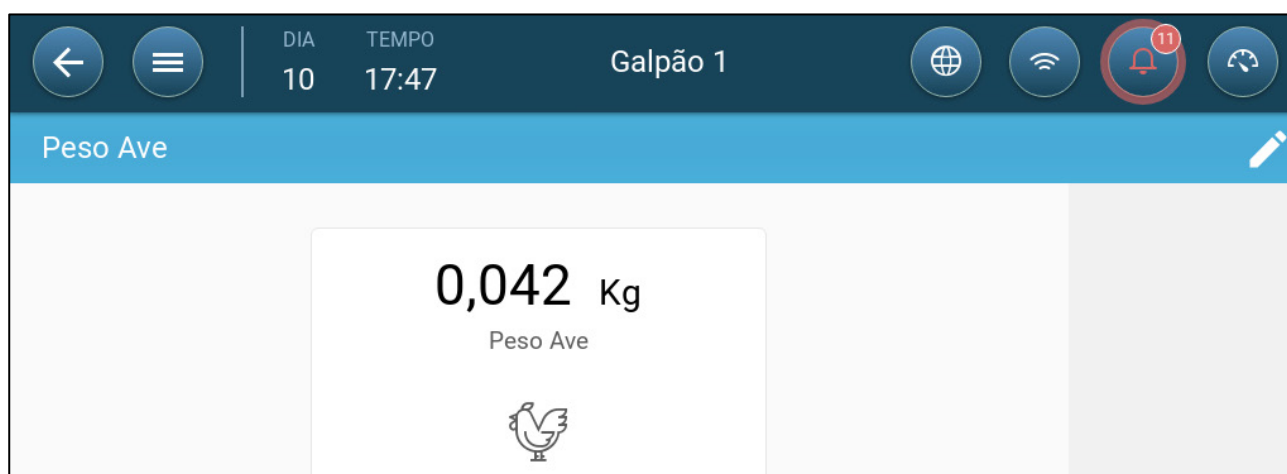 DIA TEMPO
10 17:47
Galpão 1
11
Peso Ave
0,042 Kg
Peso Ave